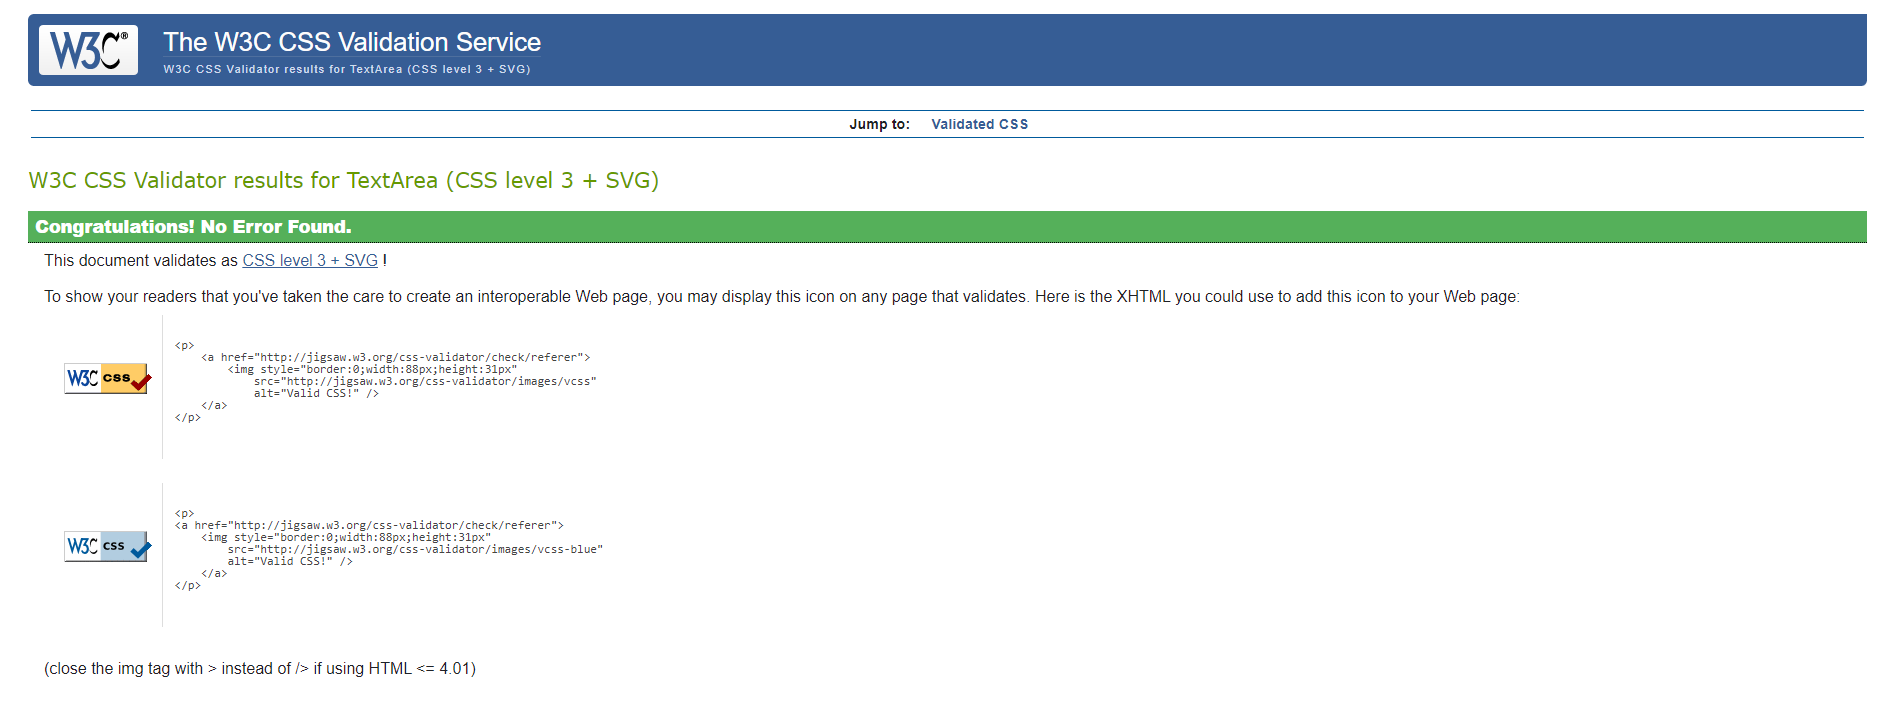 W3C®
The W3C CSS Validation Service
W3C CSS Validator results for TextArea (CSS level 3 + SVG)
Jump to: Validated CSS
W3C CSS Validator results for TextArea (CSS level 3 + SVG)
Congratulations! No Error Found.
This document validates as CSS level 3 + SVG !
To show your readers that you've taken the care to create an interoperable Web page, you may display this icon on any page that validates. Here is the XHTML you could use to add this icon to your Web page:
W3C css
<p>
<a href="http://jigsaw.w3.org/css-validator/check/referer">
<img style="border:0;width:88px;height:31px"
src="http://jigsaw.w3.org/css-validator/images/vcss"
alt="Valid CSS!" />
</a>
</p>
W3C css
<p>
<a href="http://jigsaw.w3.org/css-validator/check/referer">
<img style="border:0;width:88px;height:31px"
src="http://jigsaw.w3.org/css-validator/images/vcss-blue"
alt="Valid CSS!" />
</a>
</p>
(close the img tag with > instead of /> if using HTML <= 4.01)